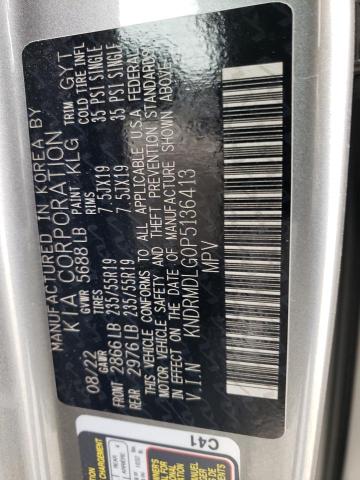 MANUFACTURED IN KOREA BY
KIA CORPORATION
08/22 GVWR 5688 LB PAINT KLG TRIM GYT
GAWR TIRES RIMS COLD TIRE INFL
FRONT 2866 LB 235/55R19 7.5JX19 35 PSI SINGLE
REAR 2976 LB 235/55R19 7.5JX19 35 PSI SINGLE
THIS VEHICLE CONFORMS TO ALL APPLICABLE U.S.A FEDERAL
MOTOR VEHICLE SAFETY AND THEFT PREVENTION STANDARDS
IN EFFECT ON THE DATE OF MANUFACTURE SHOWN ABOVE.
V.I.N KNDRMDLG0P5136413
MPV
C41
CHARGEMENT
REAR
ARRIÈRE